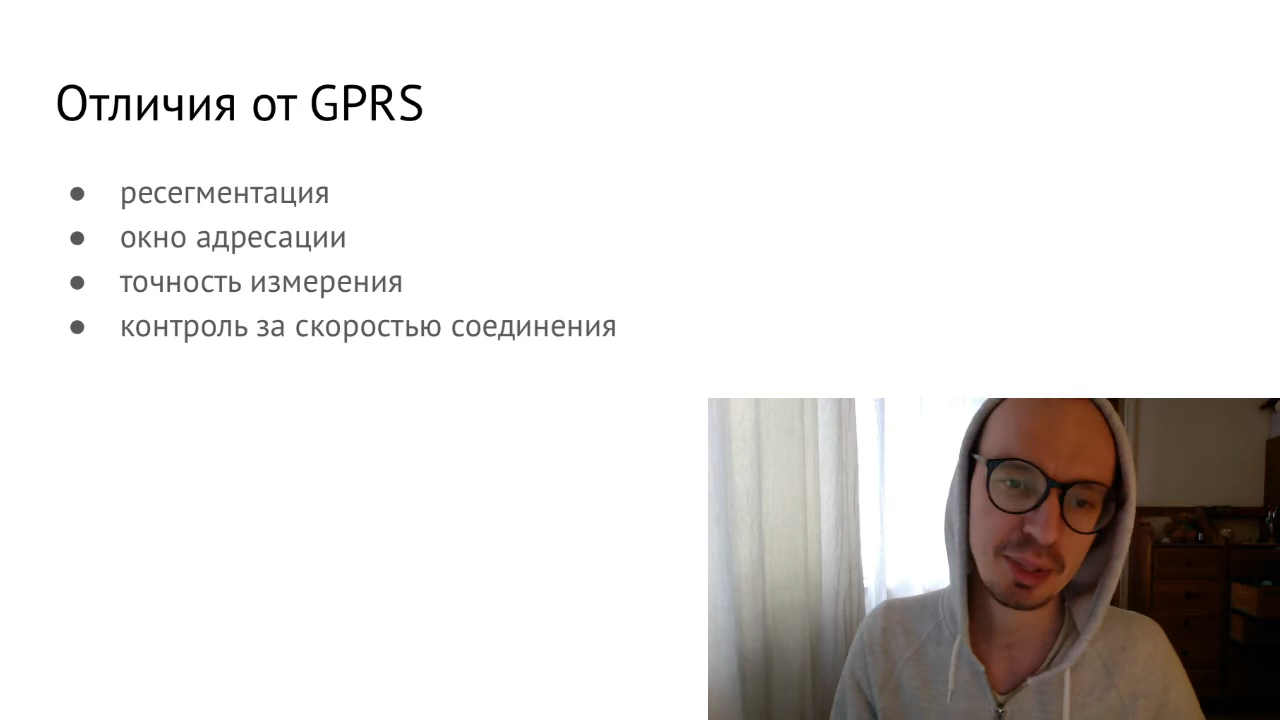 Отличия от GPRS
● ресегментация
● окно адресации
● точность измерения
● контроль за скоростью соединения